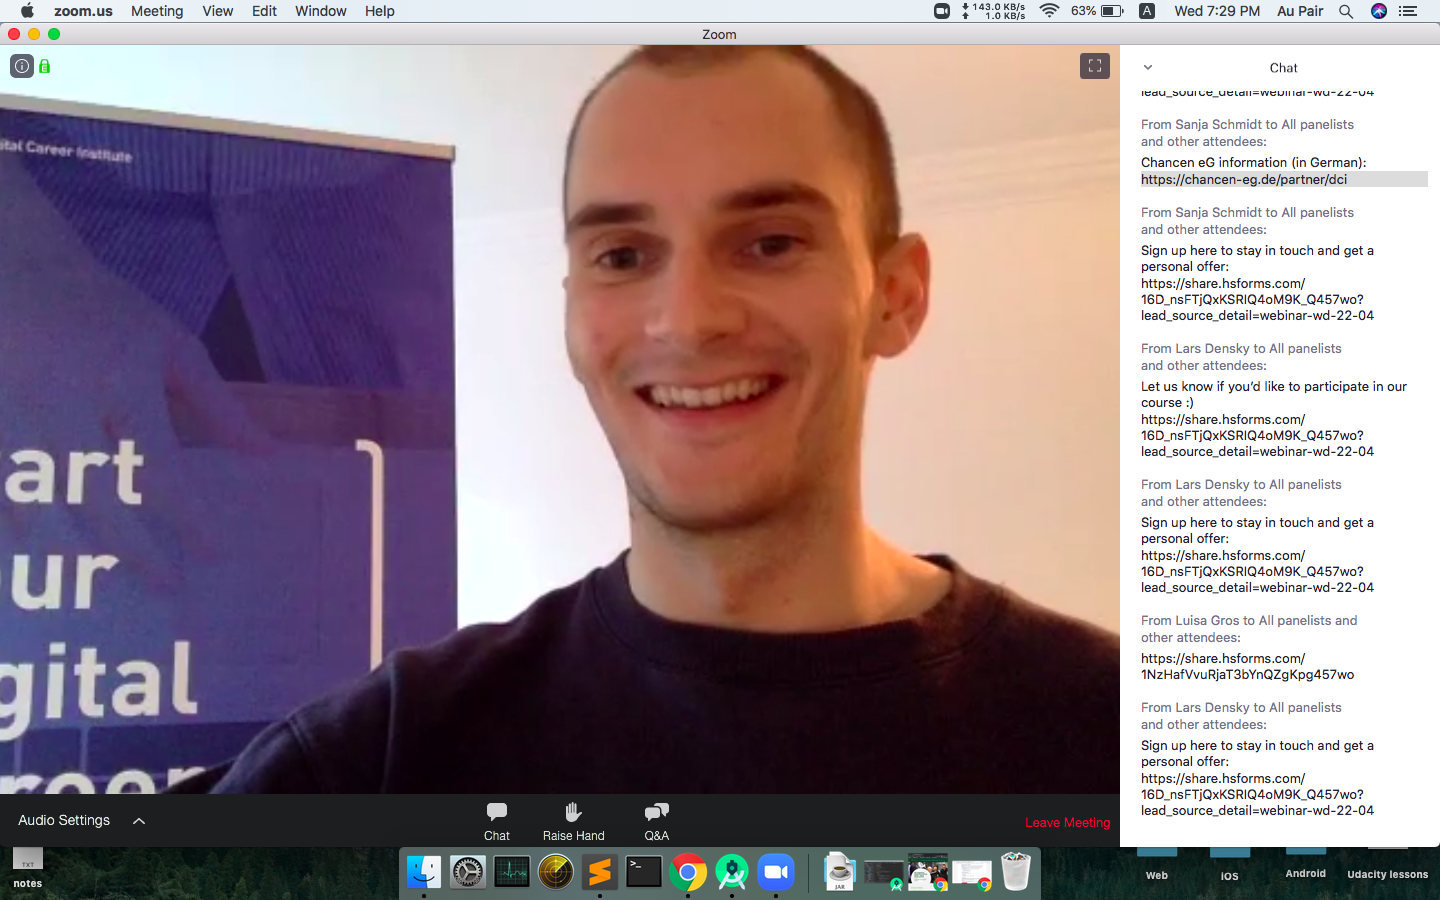 zoom.us Meeting View Edit Window Help
143.0 KB/s
1.0 KB/s
63%
A
Wed 7:29 PM Au Pair
Zoom
Chat
lead_source_detail=webinar-wd-22-04
From Sanja Schmidt to All panelists
and other attendees:
Chancen eG information (in German):
https://chancen-eg.de/partner/dci
From Sanja Schmidt to All panelists
and other attendees:
Sign up here to stay in touch and get a
personal offer:
https://share.hsforms.com/
16D_nsFTjQxKSRIQ4oM9K_Q457wo?
lead_source_detail=webinar-wd-22-04
From Lars Densky to All panelists
and other attendees:
Let us know if you’d like to participate in our
course :)
https://share.hsforms.com/
16D_nsFTjQxKSRIQ4oM9K_Q457wo?
lead_source_detail=webinar-wd-22-04
From Lars Densky to All panelists
and other attendees:
Sign up here to stay in touch and get a
personal offer:
https://share.hsforms.com/
16D_nsFTjQxKSRIQ4oM9K_Q457wo?
lead_source_detail=webinar-wd-22-04
From Luisa Gros to All panelists and
other attendees:
https://share.hsforms.com/
1NzHafVvuRjaT3bYnQZgKpg457wo
From Lars Densky to All panelists
and other attendees:
Sign up here to stay in touch and get a
personal offer:
https://share.hsforms.com/
16D_nsFTjQxKSRIQ4oM9K_Q457wo?
lead_source_detail=webinar-wd-22-04
ital Career Institute
art
ur
gital
reer
Audio Settings
Chat
Raise Hand
Q&A
Leave Meeting
TXT
notes
>_
JAR
Web
iOS
Android
Udacity lessons